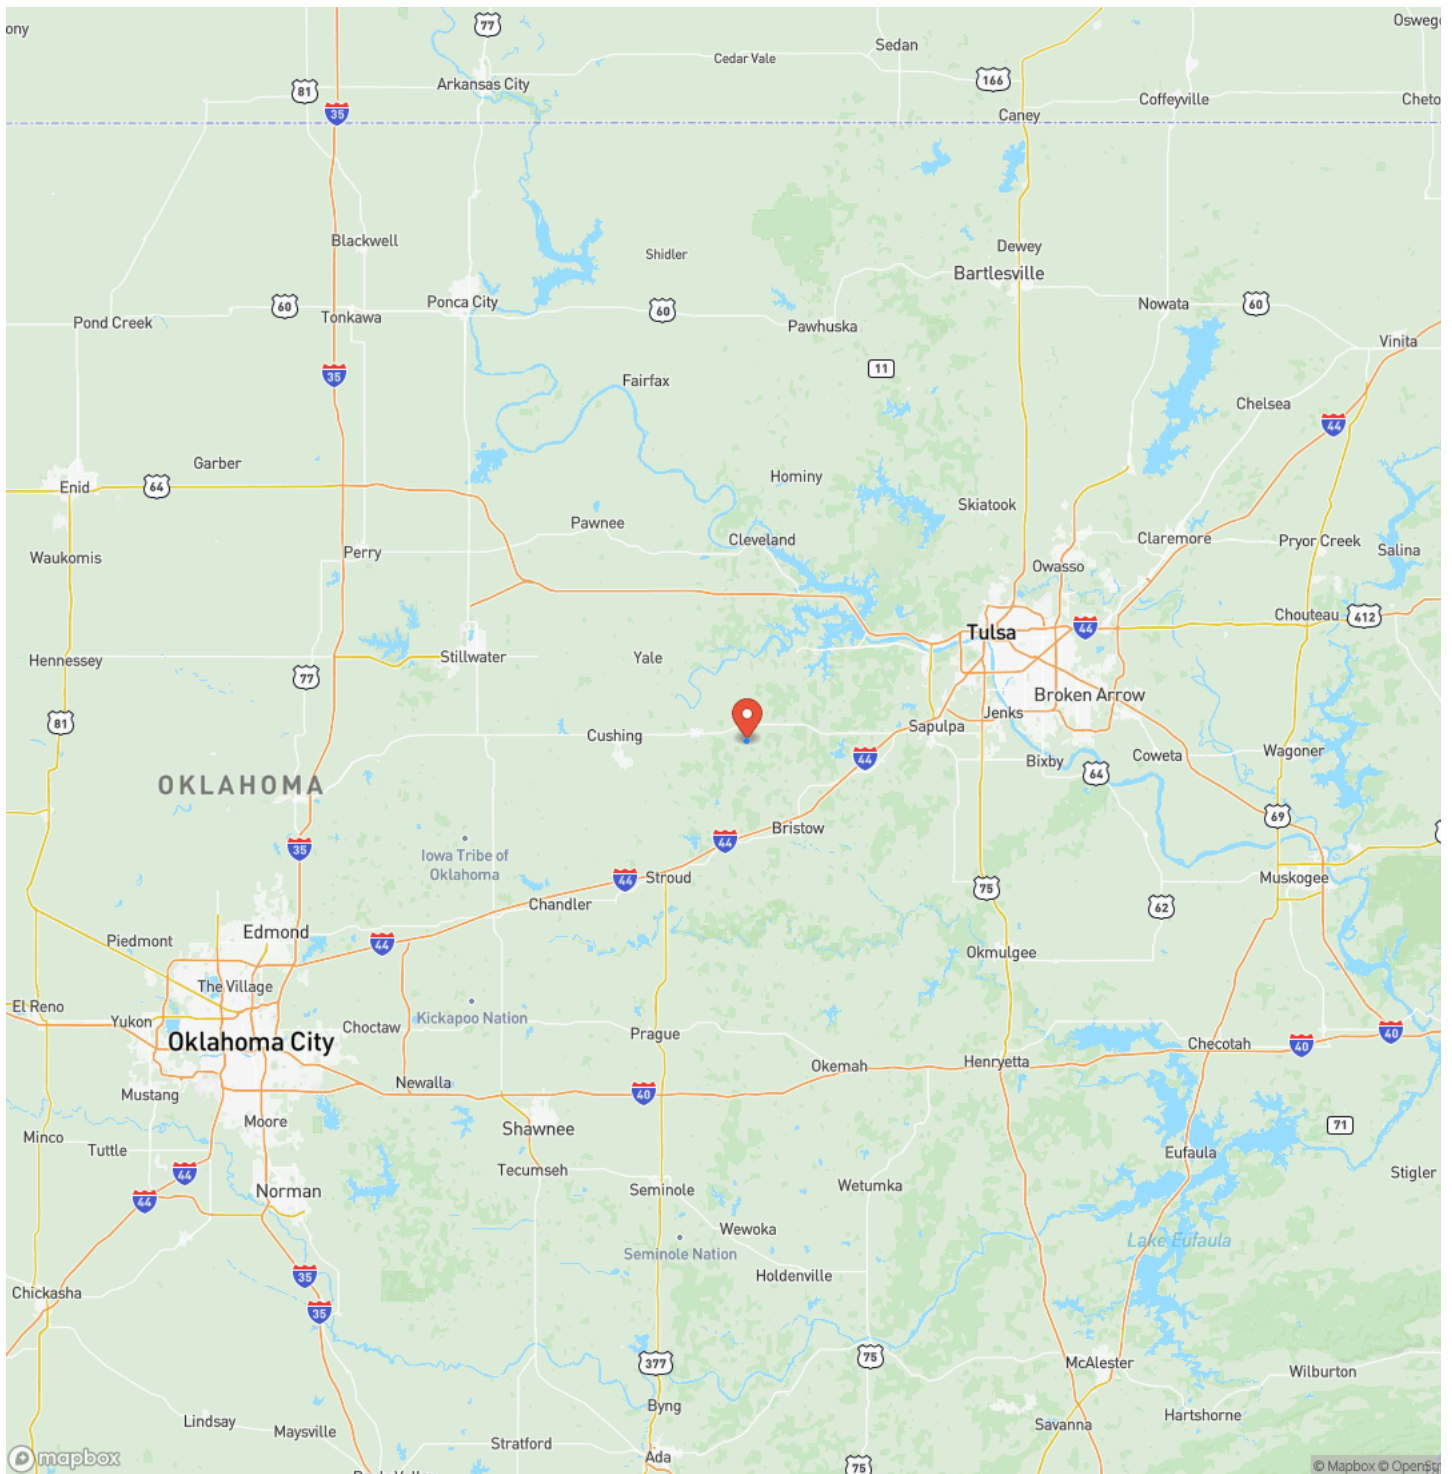 ony
77
Sedan
Oswego
Cedar Vale
Arkansas City
166
81
35
Coffeyville
Cheto
Caney
Blackwell
Shidler
Dewey
Bartlesville
Ponca City
60
60
Nowata
60
Pond Creek
Tonkawa
Pawhuska
Vinita
11
35
Fairfax
Chelsea
44
Garber
Hominy
Enid
64
Skiatook
Pawnee
Cleveland
Claremore
Pryor Creek
Salina
Waukomis
Perry
Owasso
Chouteau
412
Tulsa
44
Hennessey
Stillwater
Yale
77
Broken Arrow
81
Jenks
Sapulpa
Cushing
44
Bixby
Coweta
Wagoner
64
OKLAHOMA
69
Bristow
44
35
Iowa Tribe of
Oklahoma
Stroud
44
Muskogee
75
Chandler
62
Edmond
Piedmont
44
Okmulgee
The Village
El Reno
Yukon
Kickapoo Nation
Choctaw
Oklahoma City
Prague
Checotah
40
40
Okemah
Henryetta
Newalla
Mustang
40
Moore
Shawnee
71
Minco
Tuttle
Eufaula
Tecumseh
44
Stigler
Norman
Seminole
Wetumka
44
Wewoka
Lake Eufaula
Seminole Nation
35
Holdenville
Chickasha
35
377
75
McAlester
Wilburton
Byng
Lindsay
Hartshorne
Maysville
Savanna
Stratford
Ada
75
mapbox
© Mapbox © OpenStr